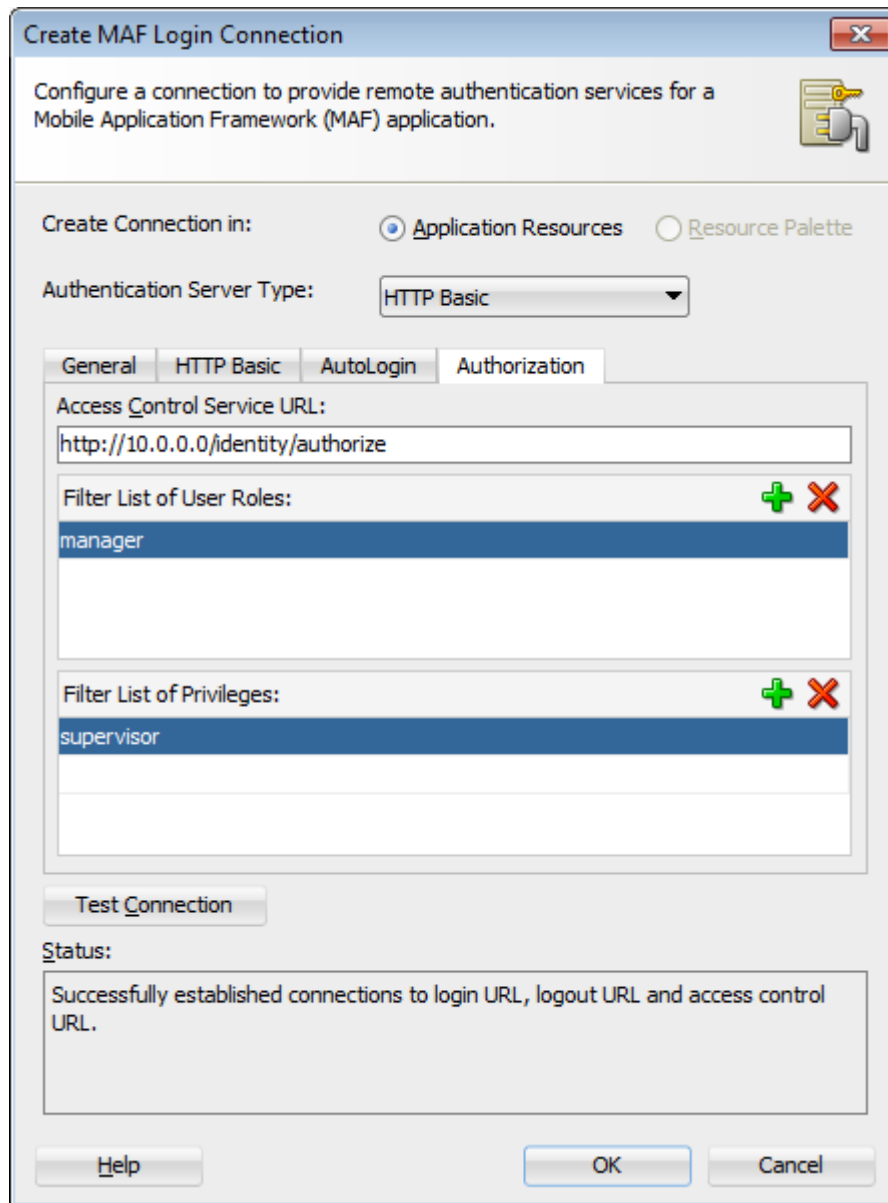 Create MAF Login Connection
Configure a connection to provide remote authentication services for a
Mobile Application Framework (MAF) application.
Create Connection in:
Application Resources
Resource Palette
Authentication Server Type:
HTTP Basic
General
HTTP Basic
AutoLogin
Authorization
Access Control Service URL:
http://10.0.0.0/identity/authorize
Filter List of User Roles:
manager
Filter List of Privileges:
supervisor
Test Connection
Status:
Successfully established connections to login URL, logout URL and access control
URL.
Help
OK
Cancel